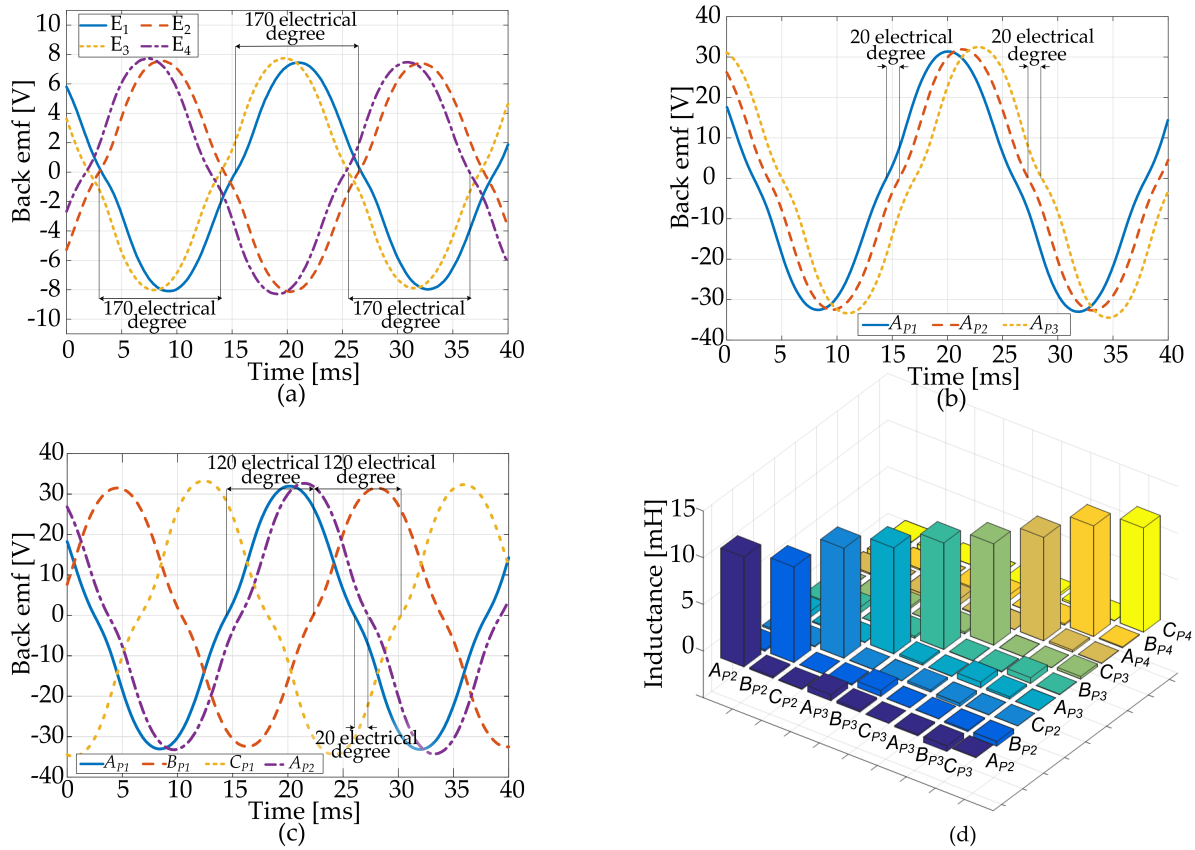 E1 E2
E3 E4
170 electrical
degree
170 electrical
degree
170 electrical
degree
Back emf [V]
10
8
6
4
2
0
-2
-4
-6
-8
-10
0 5 10 15 20 25 30 35 40
Time [ms]
(a)
20 electrical
degree
20 electrical
degree
Back emf [V]
40
30
20
10
0
-10
-20
-30
-40
AP1 AP2 AP3
0 5 10 15 20 25 30 35 40
Time [ms]
(b)
120 electrical
degree
120 electrical
degree
20 electrical
degree
Back emf [V]
40
30
20
10
0
-10
-20
-30
40
AP1 BP1 CP1 AP2
0 5 10 15 20 25 30 35 40
Time [ms]
(c)
Inductance [mH]
15
10
5
0
AP2
BP2
CP2
AP3
BP3
CP3
AP3
BP3
CP3
AP2
BP2
CP2
AP3
BP3
CP3
AP4
BP4
CP4
(d)